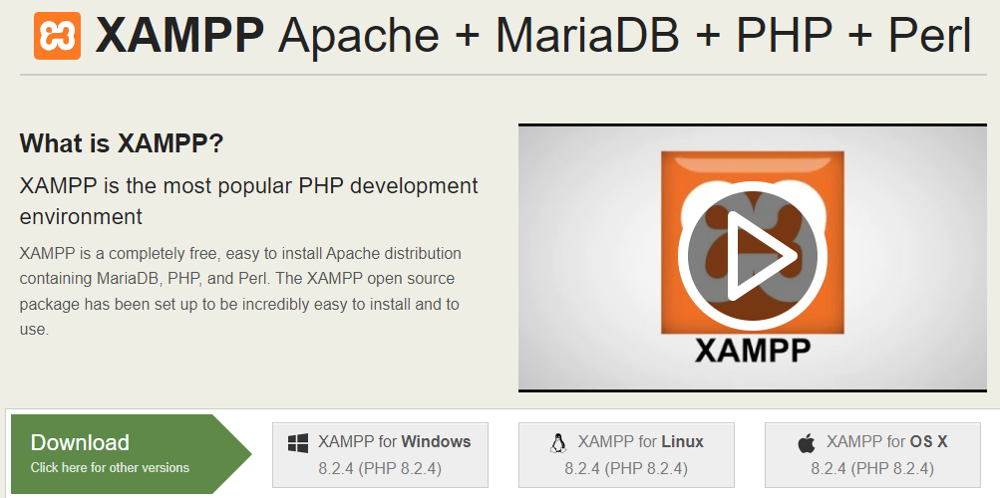 XAMPP Apache + MariaDB + PHP + Perl
What is XAMPP?
XAMPP is the most popular PHP development
environment
XAMPP is a completely free, easy to install Apache distribution
containing MariaDB, PHP, and Perl. The XAMPP open source
package has been set up to be incredibly easy to install and to
use.
XAMPP
Download
Click here for other versions
XAMPP for Windows
8.2.4 (PHP 8.2.4)
XAMPP for Linux
8.2.4 (PHP 8.2.4)
XAMPP for OS X
8.2.4 (PHP 8.2.4)